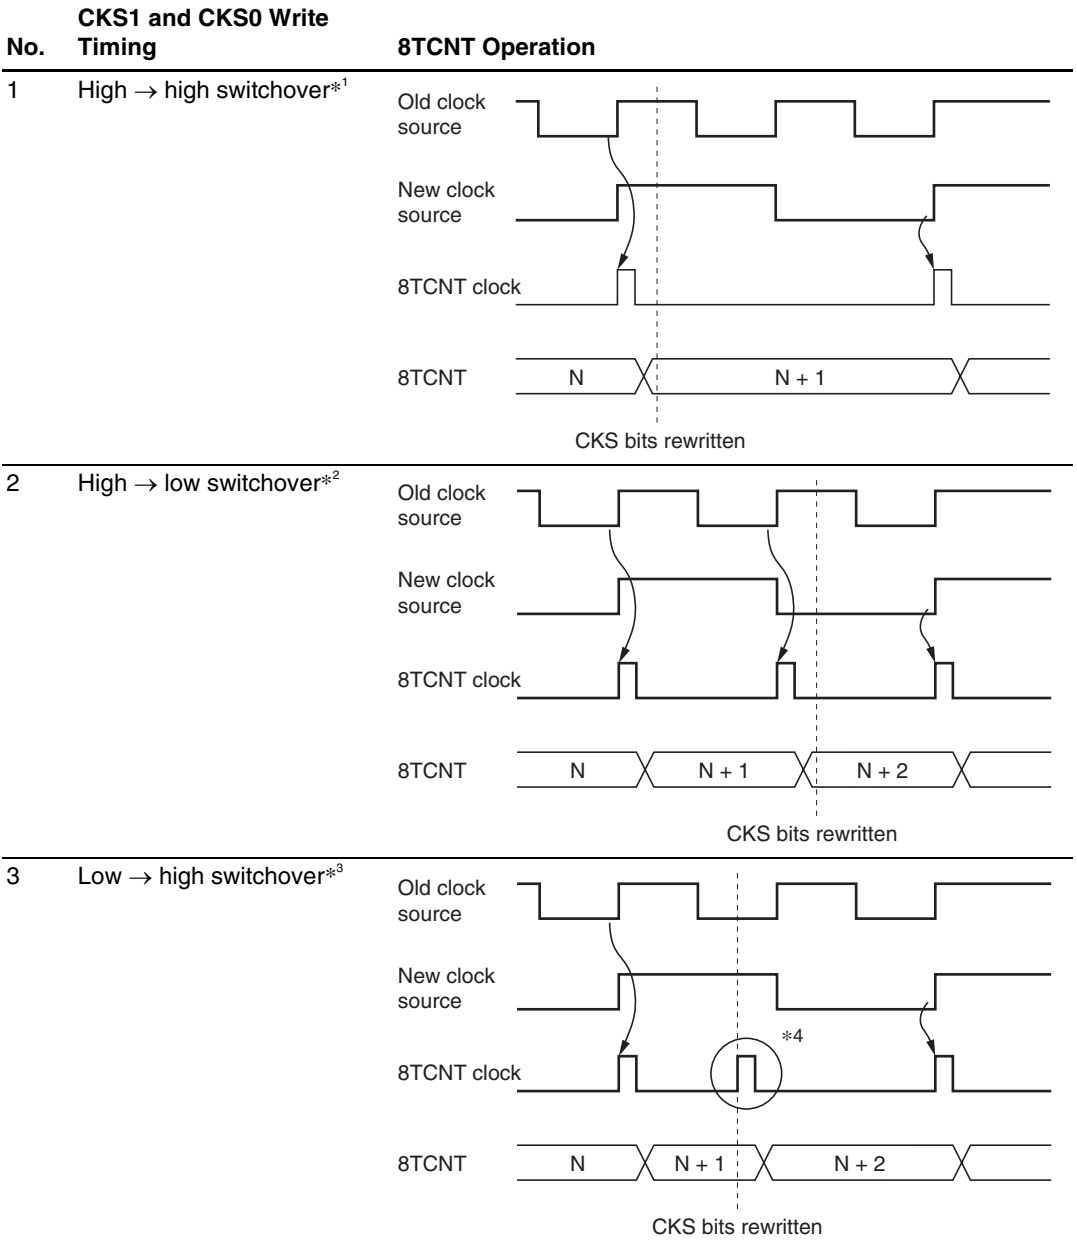 CKS1 and CKS0 Write
No. Timing 8TCNT Operation
1 High → high switchover*1
Old clock
source
New clock
source
8TCNT clock
8TCNT N N + 1
CKS bits rewritten
2 High → low switchover*2
Old clock
source
New clock
source
8TCNT clock
8TCNT N N + 1 N + 2
CKS bits rewritten
3 Low → high switchover*3
Old clock
source
New clock
source
*4
8TCNT clock
8TCNT N N + 1 N + 2
CKS bits rewritten